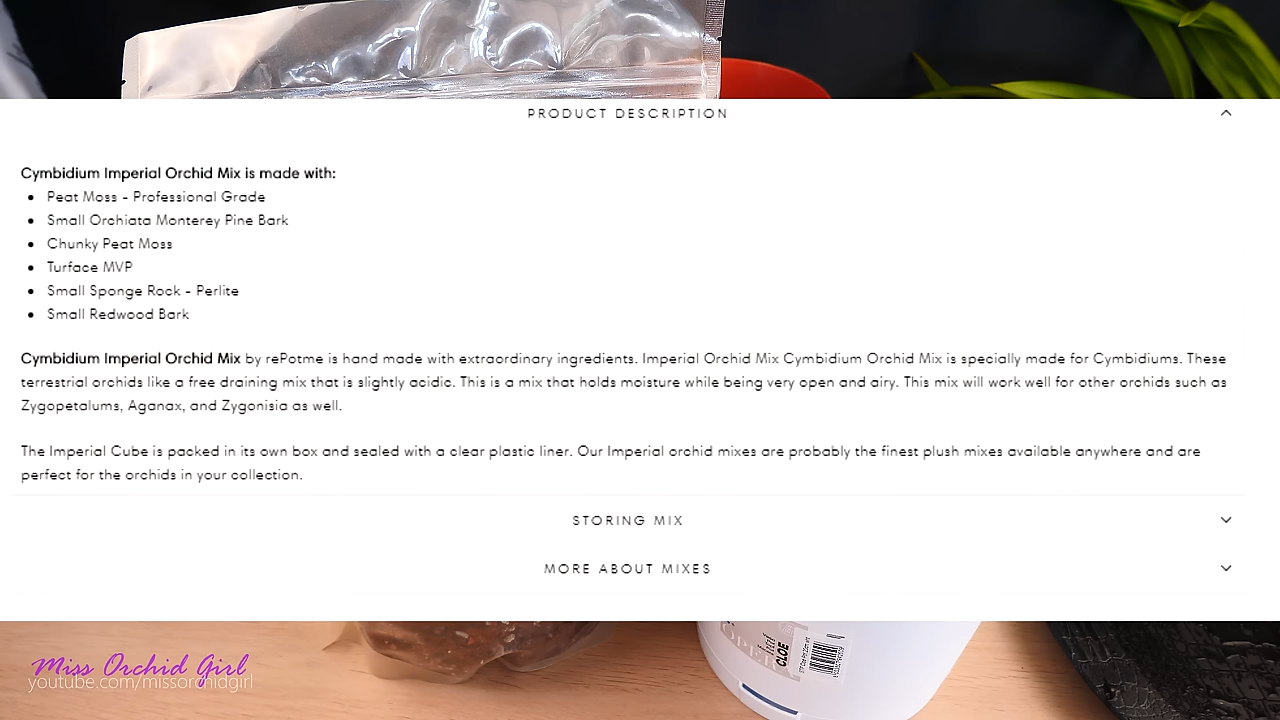 PRODUCT DESCRIPTION
Cymbidium Imperial Orchid Mix is made with:
Peat Moss - Professional Grade
Small Orchiata Monterey Pine Bark
Chunky Peat Moss
Turface MVP
Small Sponge Rock - Perlite
Small Redwood Bark
Cymbidium Imperial Orchid Mix by rePotme is hand made with extraordinary ingredients. Imperial Orchid Mix Cymbidium Orchid Mix is specially made for Cymbidiums. These
terrestrial orchids like a free draining mix that is slightly acidic. This is a mix that holds moisture while being very open and airy. This mix will work well for other orchids such as
Zygopetalums, Aganax, and Zygonisia as well.
The Imperial Cube is packed in its own box and sealed with a clear plastic liner. Our Imperial orchid mixes are probably the finest plush mixes available anywhere and are
perfect for the orchids in your collection.
STORING MIX
MORE ABOUT MIXES
CLOE
Miss Orchid Girl
youtube.com/missorchidgirl